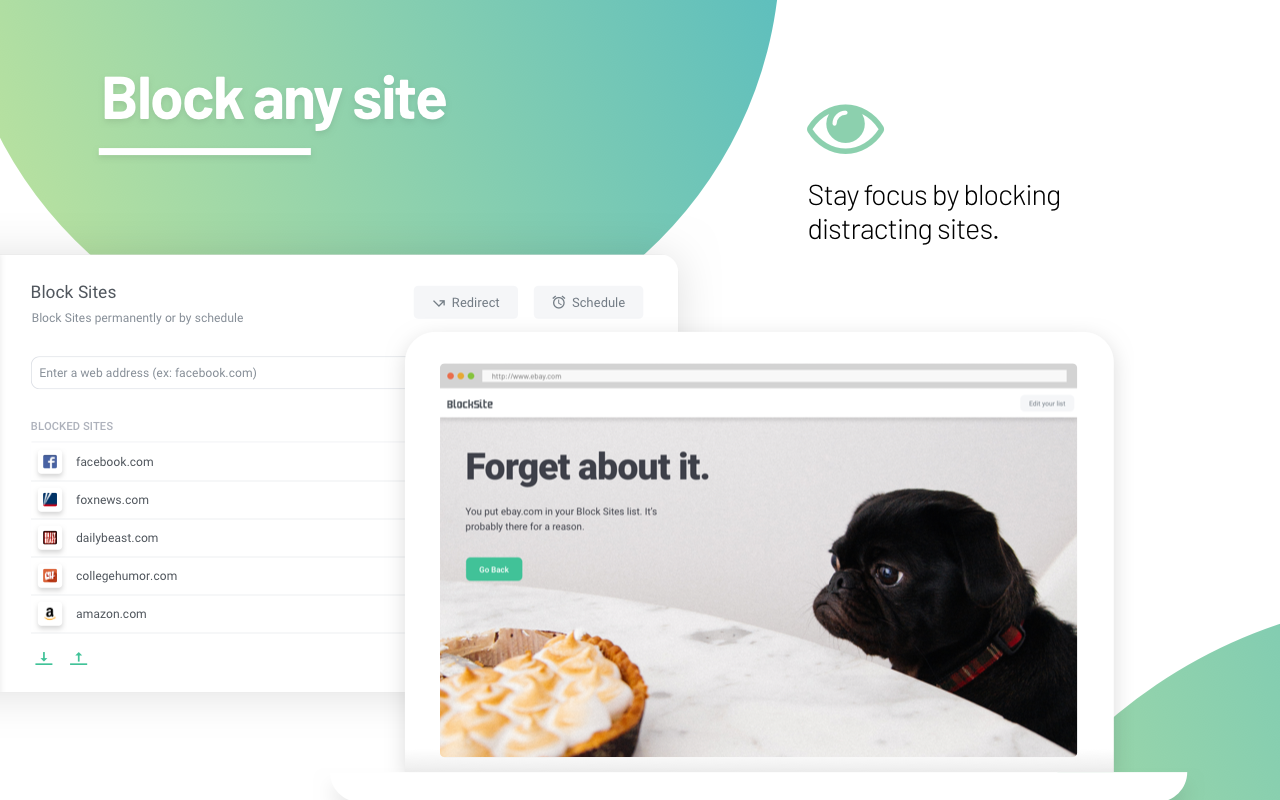 Block any site
Stay focus by blocking
distracting sites.
Block Sites
Block Sites permanently or by schedule
Redirect
Schedule
Enter a web address (ex: facebook.com)
BLOCKED SITES
facebook.com
foxnews.com
dailybeast.com
collegehumor.com
a
amazon.com
http://www.ebay.com
BlockSite
Edit your list
Forget about it.
You put ebay.com in your Block Sites list. It's
probably there for a reason.
Go Back